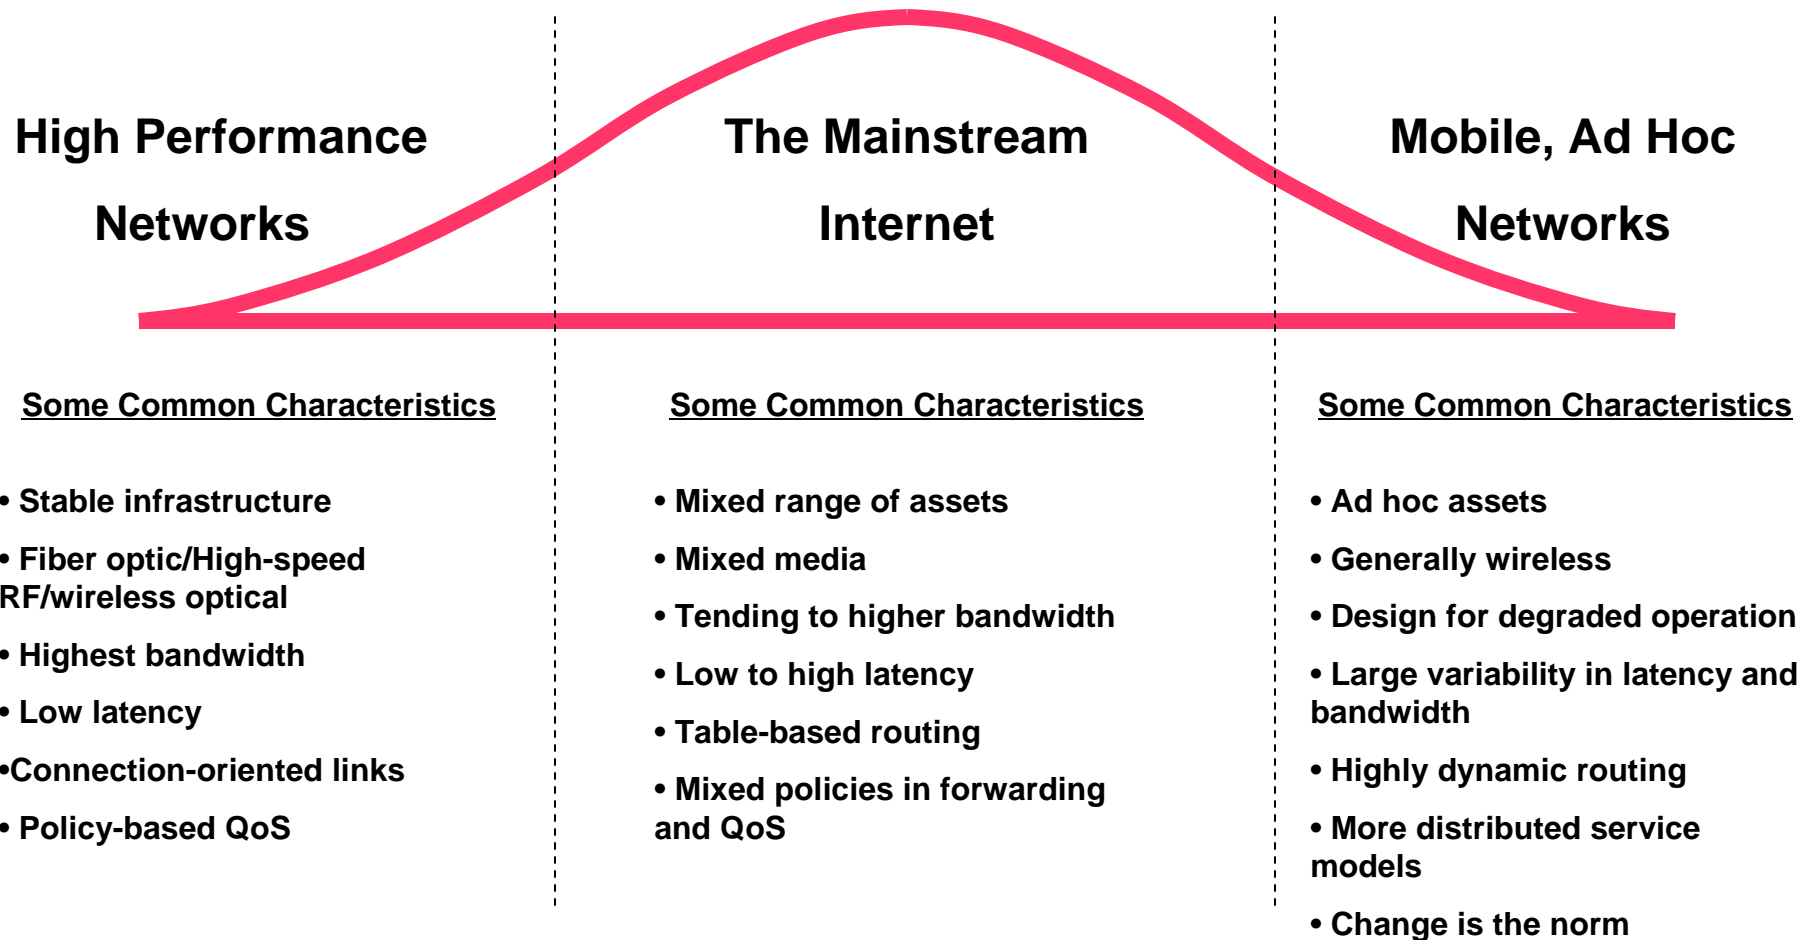 High Performance
Networks
Some Common Characteristics
• Stable infrastructure
• Fiber optic/High-speed
RF/wireless optical
• Highest bandwidth
• Low latency
•Connection-oriented links
• Policy-based QoS
The Mainstream
Internet
Some Common Characteristics
• Mixed range of assets
• Mixed media
• Tending to higher bandwidth
• Low to high latency
• Table-based routing
• Mixed policies in forwarding
and QoS
Mobile, Ad Hoc
Networks
Some Common Characteristics
• Ad hoc assets
• Generally wireless
• Design for degraded operation
• Large variability in latency and
bandwidth
• Highly dynamic routing
• More distributed service
models
• Change is the norm